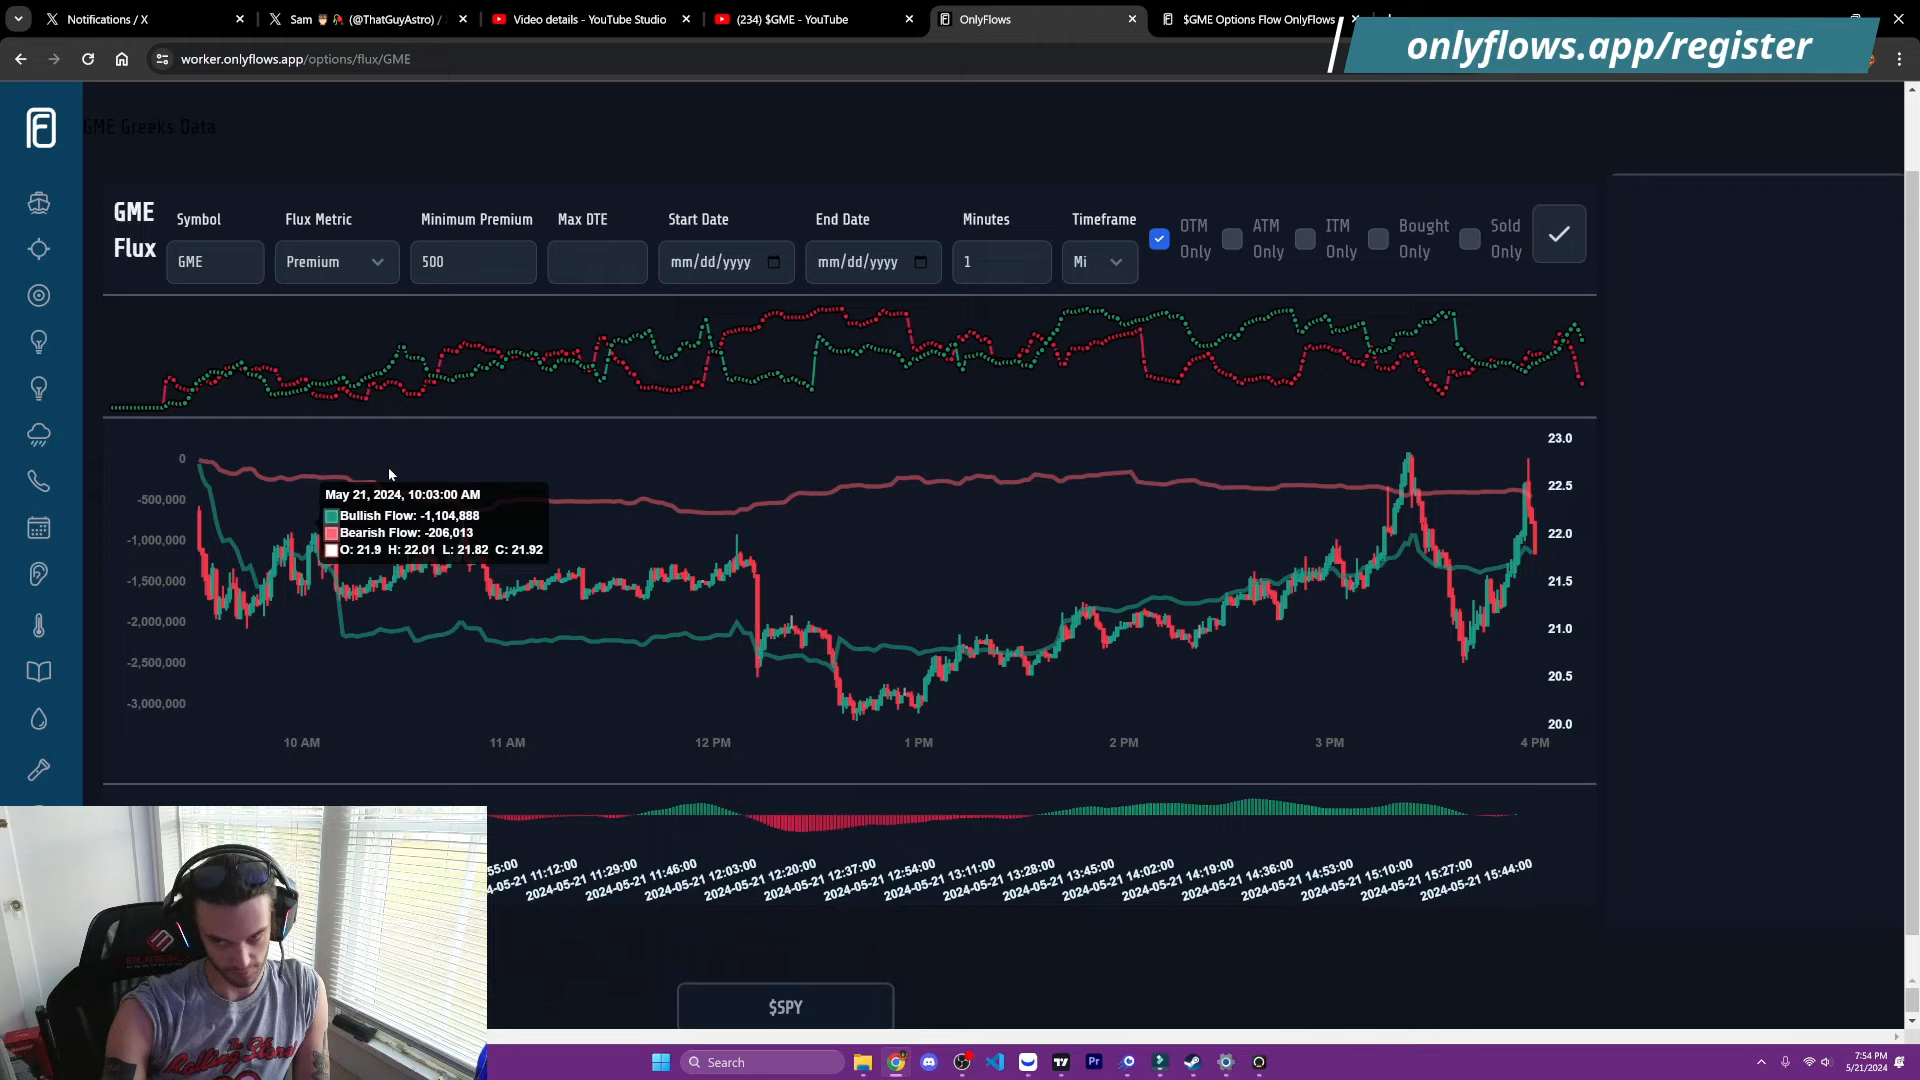 Notifications / X
Sam (@ThatGuyAstro) /
Video details - YouTube Studio
(234) $GME - YouTube
OnlyFlows
$GME Options Flow OnlyFlows
onlyflows.app/register
worker.onlyflows.app/options/flux/GME
GME Greeks Data
GME Flux
Symbol
Flux Metric
Minimum Premium
Max DTE
Start Date
End Date
Minutes
Timeframe
OTM Only
ATM Only
ITM Only
Bought Only
Sold Only
GME
Premium
500
mm/dd/yyyy
mm/dd/yyyy
1
Mi
0
-500,000
-1,000,000
-1,500,000
-2,000,000
-2,500,000
-3,000,000
May 21, 2024, 10:03:00 AM
Bullish Flow: -1,104,888
Bearish Flow: -206,013
O: 21.9 H: 22.01 L: 21.82 C: 21.92
23.0
22.5
22.0
21.5
21.0
20.5
20.0
10 AM
11 AM
12 PM
1 PM
2 PM
3 PM
4 PM
55:00
4-05-21 11:12:00
2024-05-21 11:29:00
2024-05-21 11:46:00
2024-05-21 12:03:00
2024-05-21 12:20:00
2024-05-21 12:37:00
2024-05-21 12:54:00
2024-05-21 13:11:00
2024-05-21 13:28:00
2024-05-21 13:45:00
2024-05-21 14:02:00
2024-05-21 14:19:00
2024-05-21 14:36:00
2024-05-21 14:53:00
2024-05-21 15:10:00
2024-05-21 15:27:00
2024-05-21 15:44:00
$SPY
The
Rolling Stones
Search
7:54 PM
5/21/2024